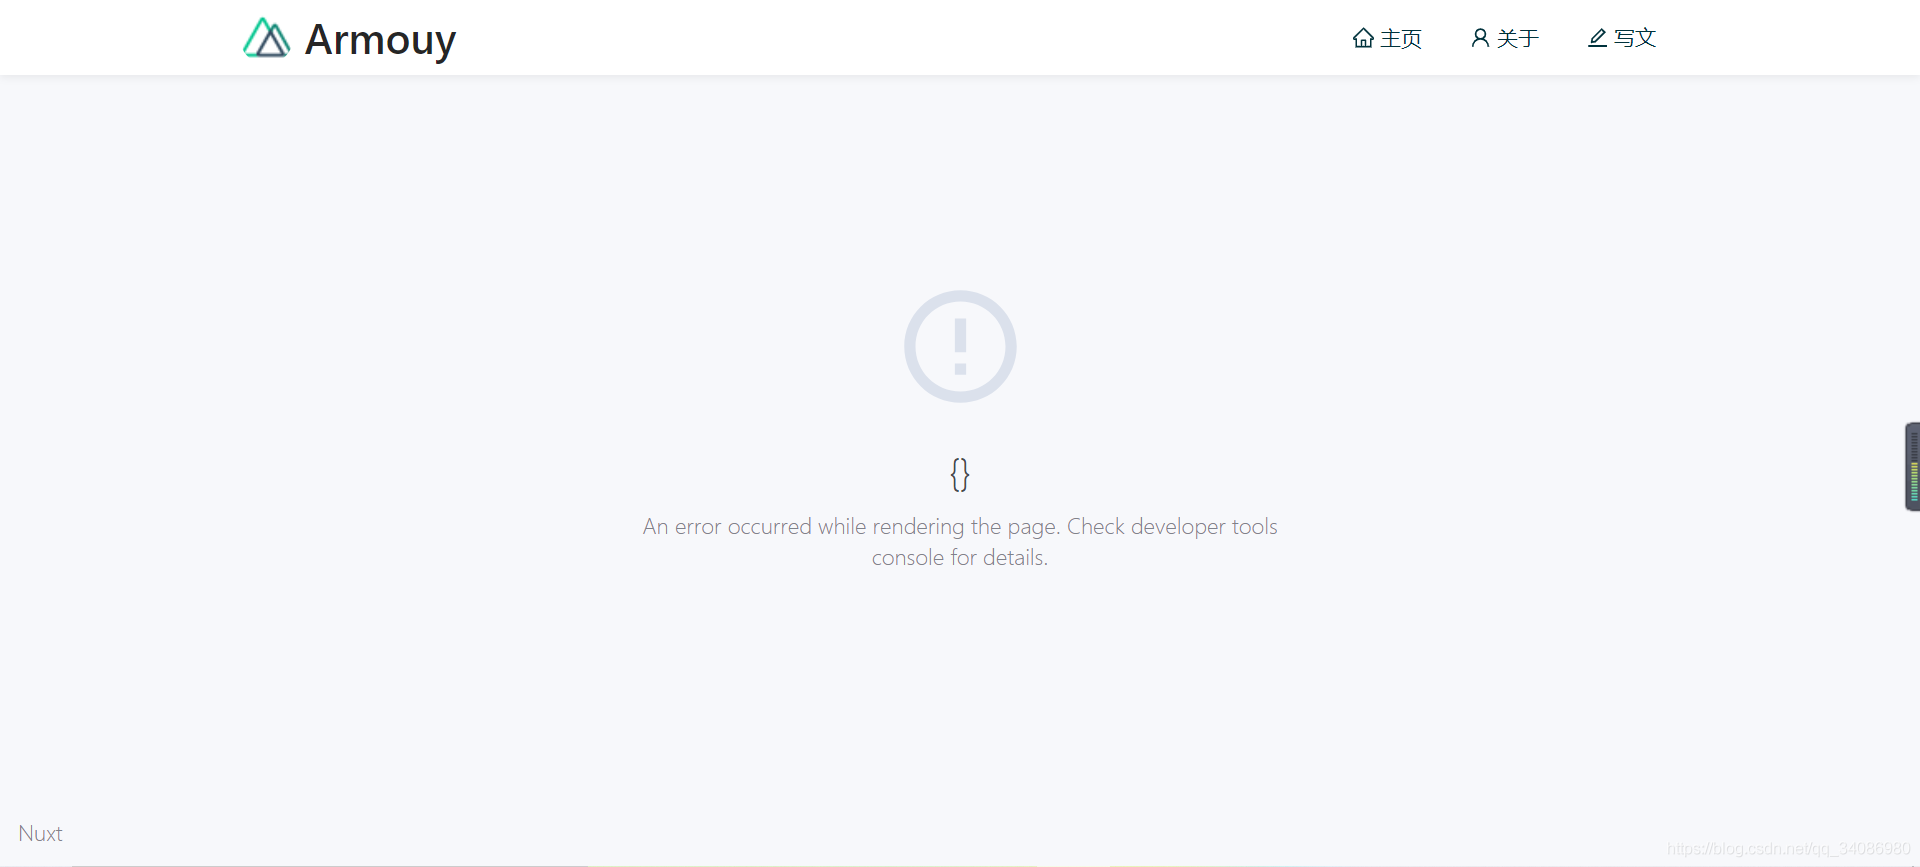 Armouy
主页
关于
写文
{}
An error occurred while rendering the page. Check developer tools
console for details.
Nuxt
https://blog.csdn.net/qq_34086980